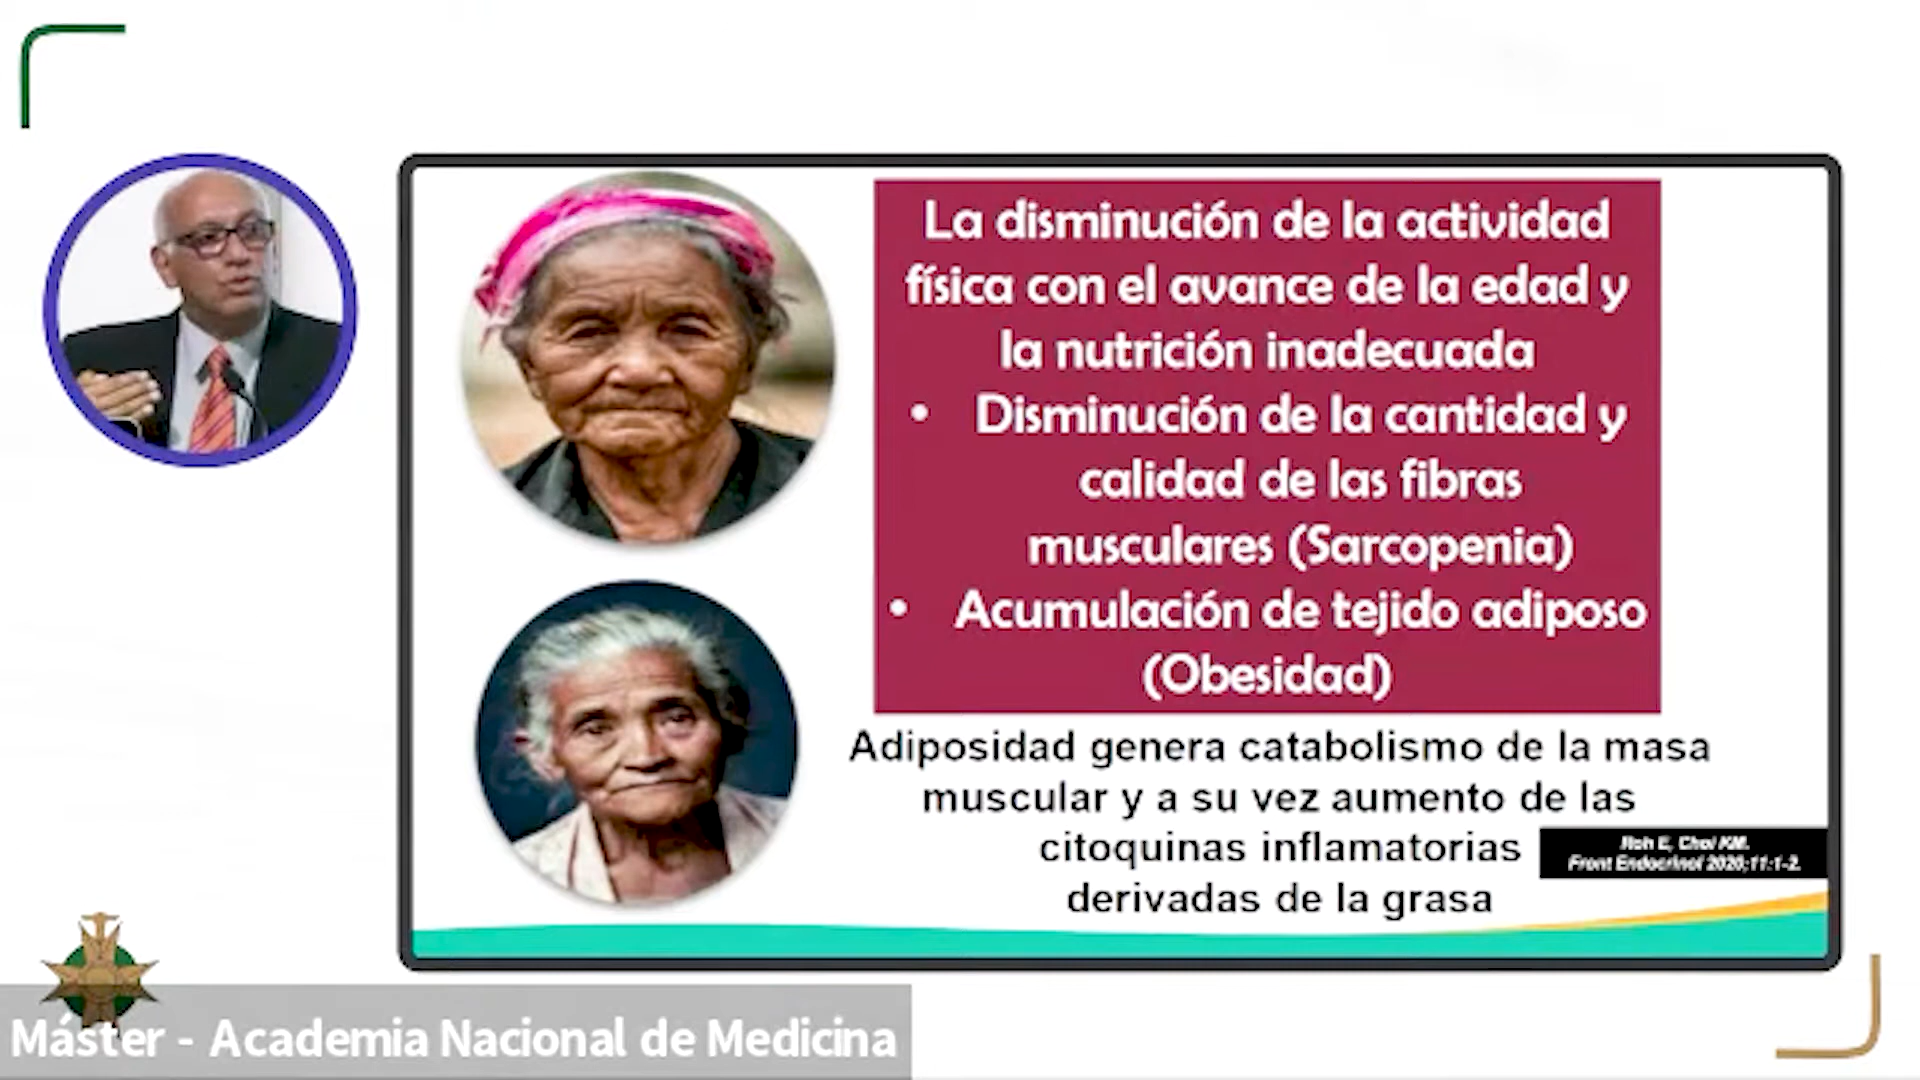 La disminución de la actividad
física con el avance de la edad y
la nutrición inadecuada
• Disminución de la cantidad y
calidad de las fibras
musculares (Sarcopenia)
• Acumulación de tejido adiposo
(Obesidad)
Adiposidad genera catabolismo de la masa
muscular y a su vez aumento de las
citoquinas inflamatorias
derivadas de la grasa
Roh E, Choi KM.
Front Endocrinol 2020;11:1-2.
Máster - Academia Nacional de Medicina